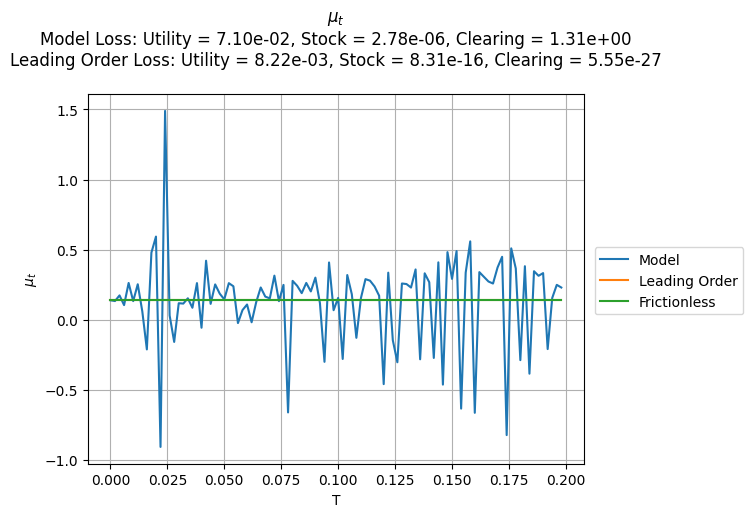 μₜ
Model Loss: Utility = 7.10e-02, Stock = 2.78e-06, Clearing = 1.31e+00
Leading Order Loss: Utility = 8.22e-03, Stock = 8.31e-16, Clearing = 5.55e-27
1.5
1.0
0.5
0.0
−0.5
−1.0
μₜ
0.000 0.025 0.050 0.075 0.100 0.125 0.150 0.175 0.200
T
Model
Leading Order
Frictionless